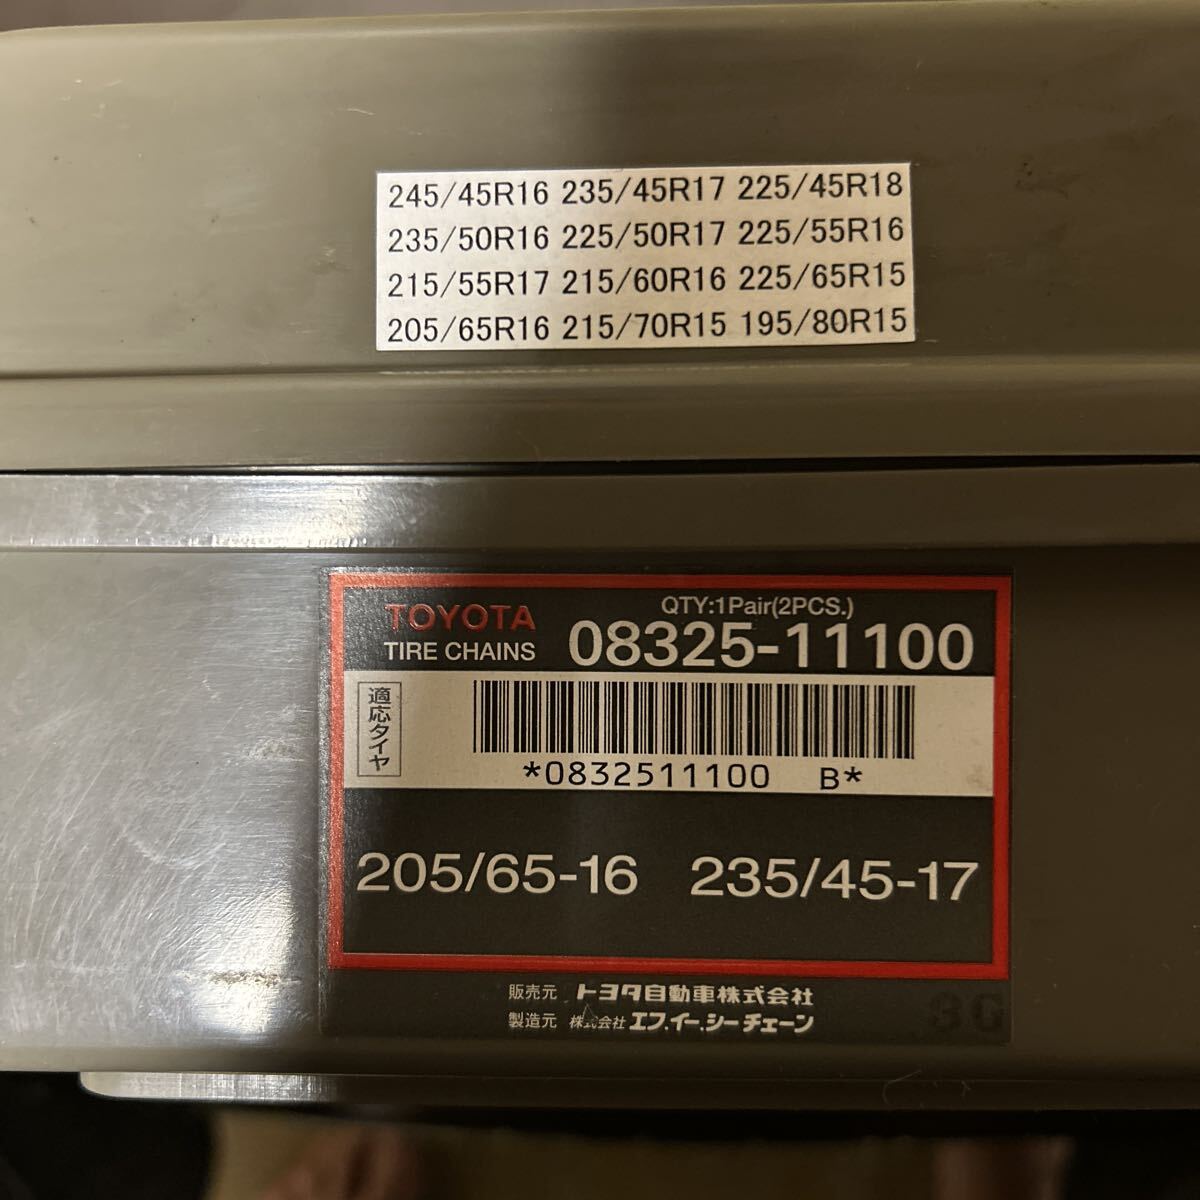 245/45R16 235/45R17 225/45R18
235/50R16 225/50R17 225/55R16
215/55R17 215/60R16 225/65R15
205/65R16 215/70R15 195/80R15
QTY:1Pair(2PCS.)
TOYOTA
TIRE CHAINS
08325-11100
適応タイヤ
*0832511100 B*
205/65-16 235/45-17
販売元 トヨタ自動車株式会社
製造元 株式会社 エフ.イー.シーチェーン
3G